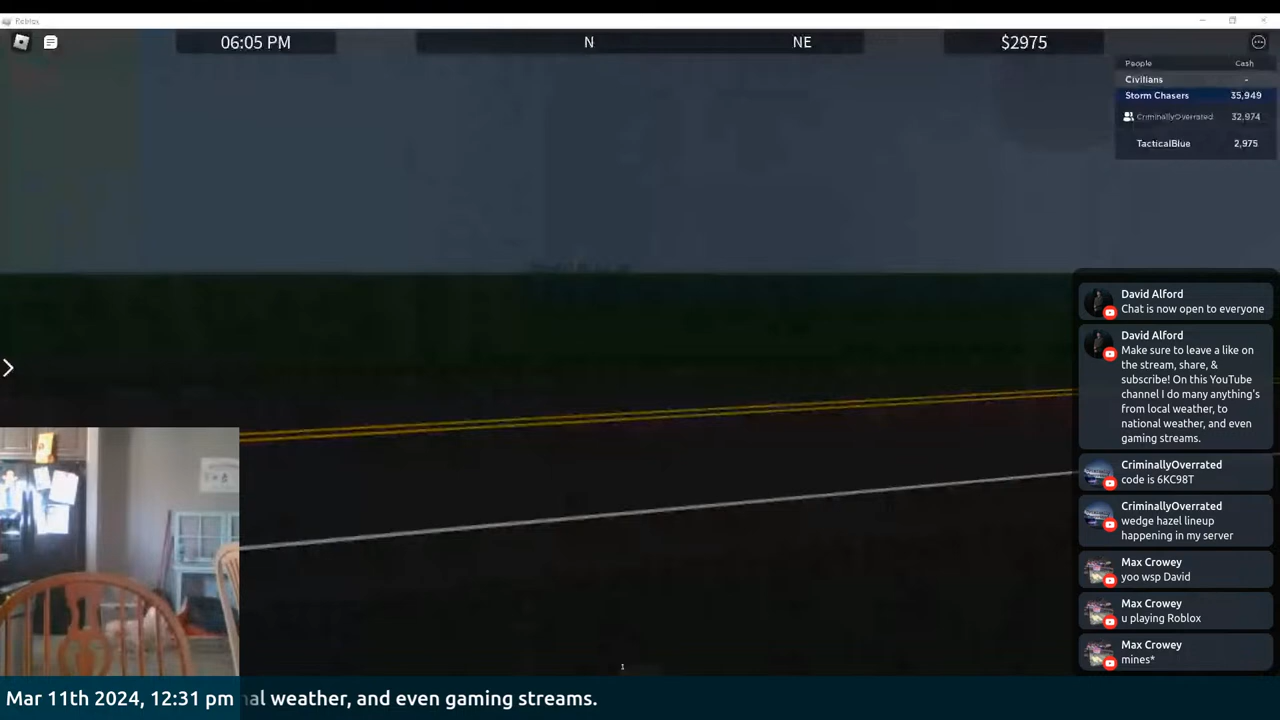 Roblox
06:05 PM
N
NE
$2975
People Cash
Civilians -
Storm Chasers 35,949
CriminallyOverrated 32,974
TacticalBlue 2,975
David Alford
Chat is now open to everyone
David Alford
Make sure to leave a like on
the stream, share, &
subscribe! On this YouTube
channel I do many anything's
from local weather, to
national weather, and even
gaming streams.
CriminallyOverrated
code is 6KC98T
CriminallyOverrated
wedge hazel lineup
happening in my server
Max Crowey
yoo wsp David
Max Crowey
u playing Roblox
Max Crowey
mines*
1
Mar 11th 2024, 12:31 pm nal weather, and even gaming streams.